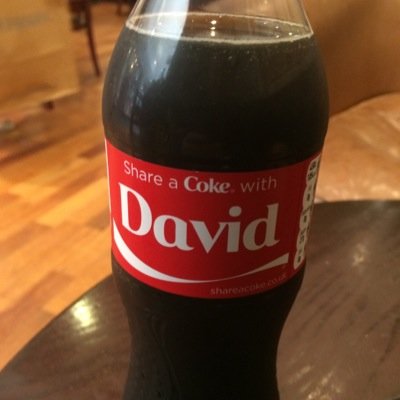 Share a Coke with
David
shareacoke.co.uk